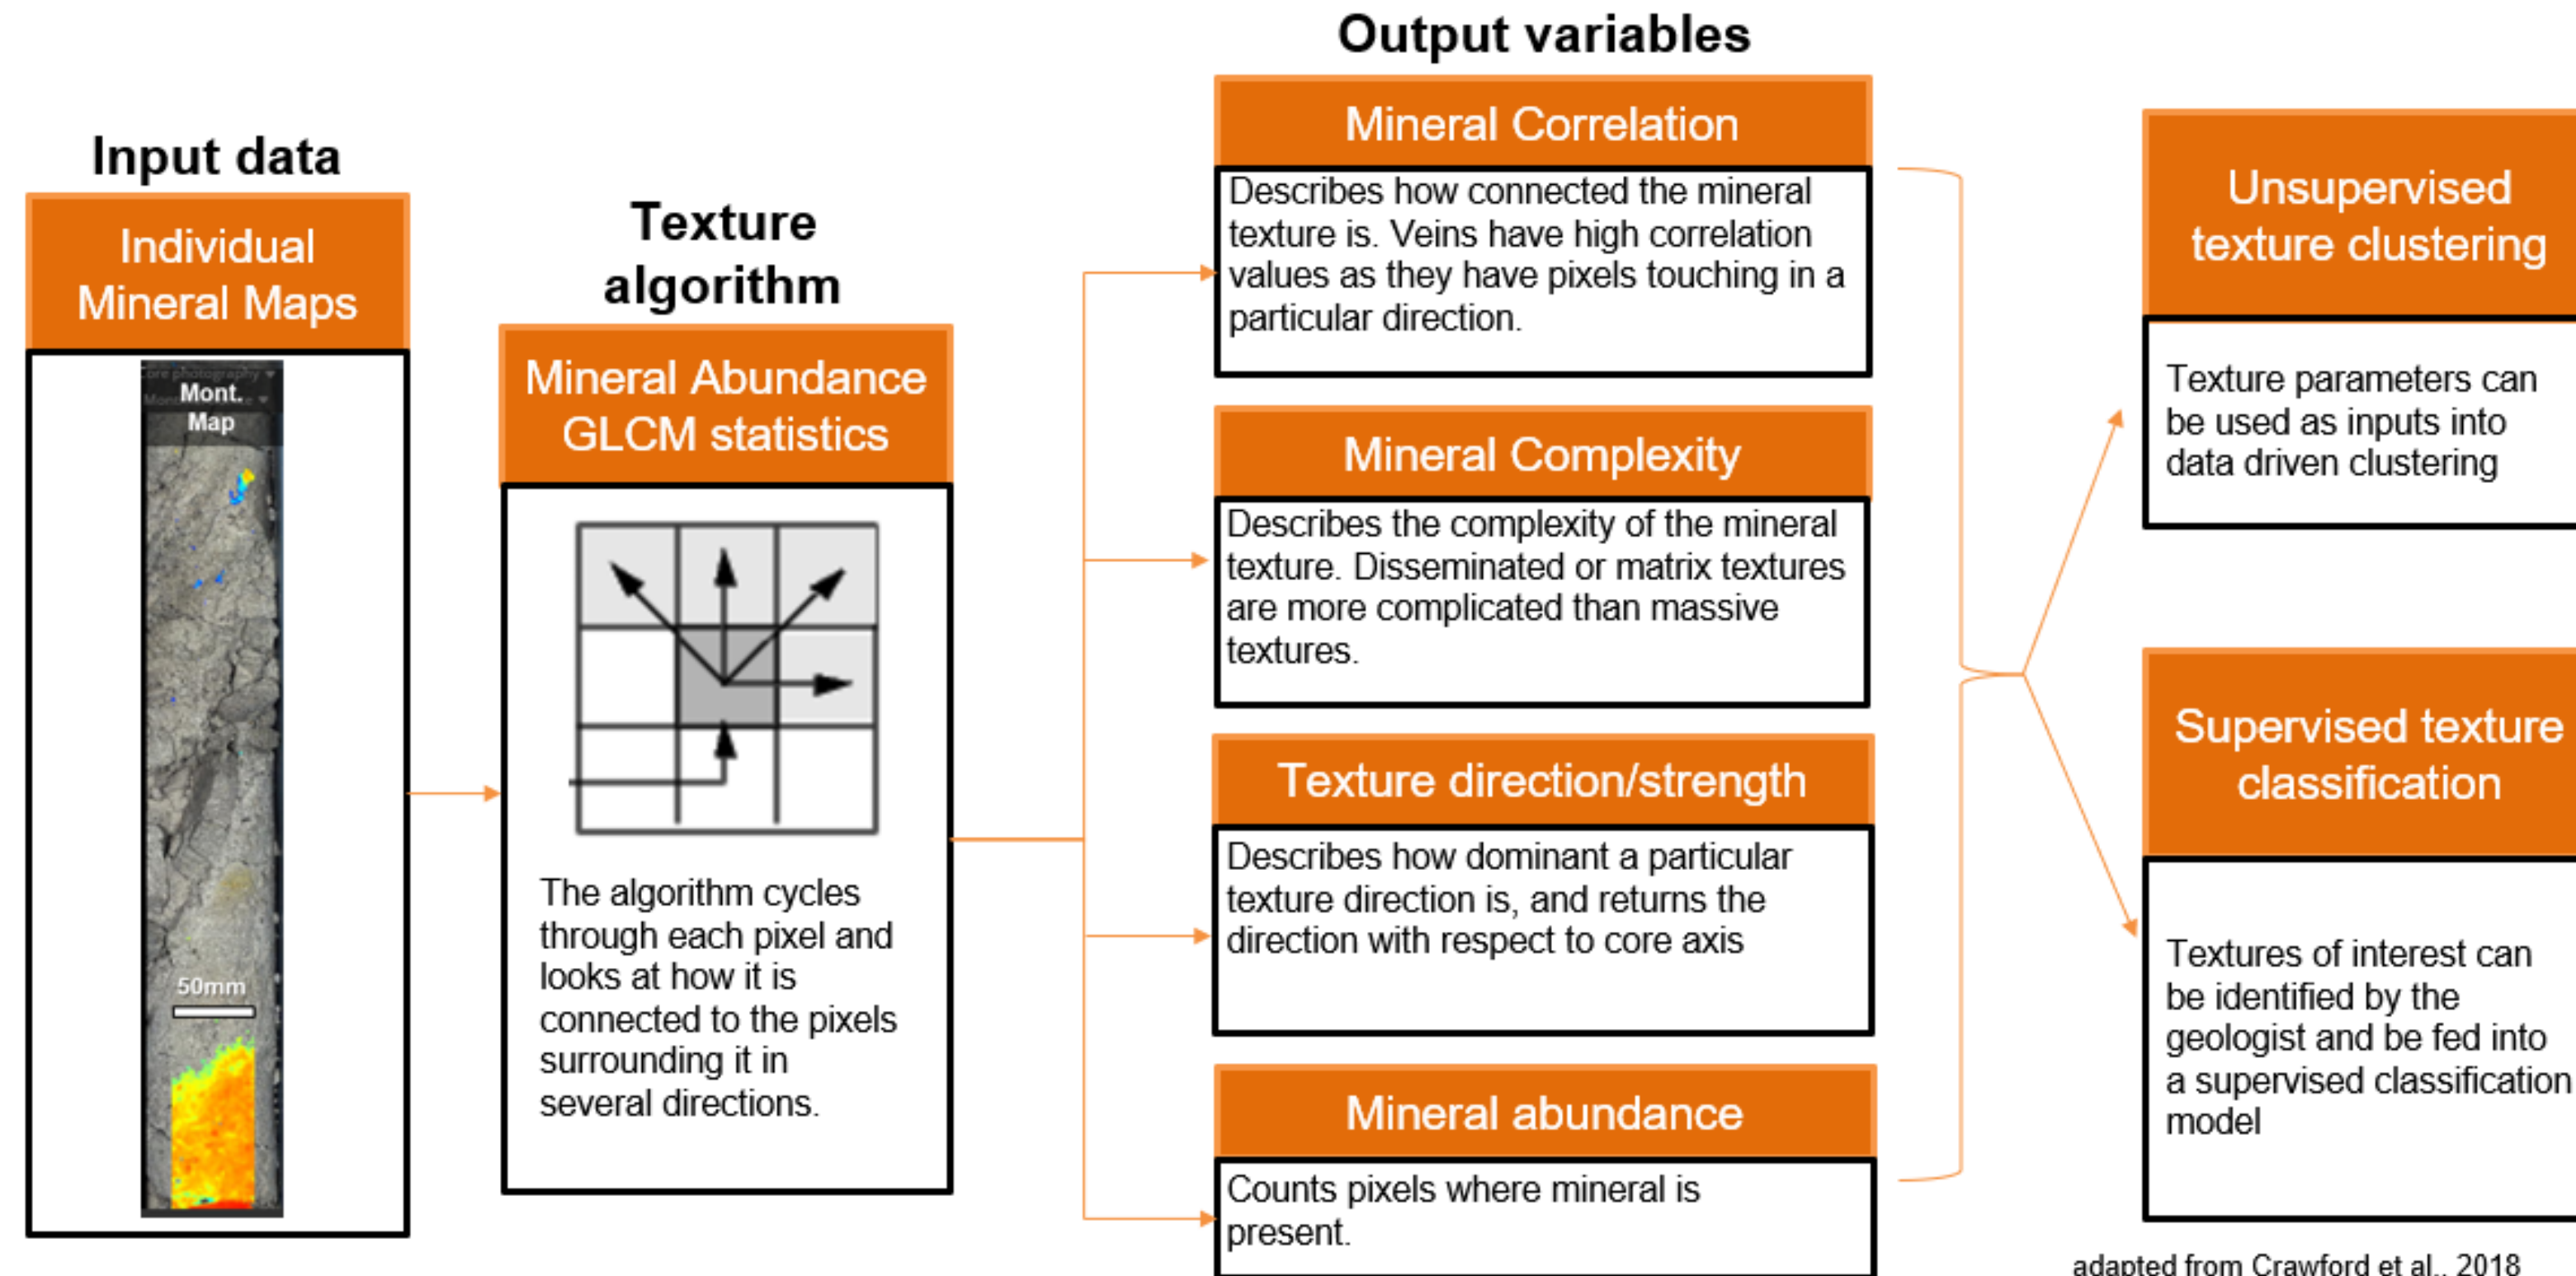 Output variables
Input data
Individual
Mineral Maps
Core photography
Mont.
Map
50mm
Texture
algorithm
Mineral Abundance
GLCM statistics
The algorithm cycles
through each pixel and
looks at how it is
connected to the pixels
surrounding it in
several directions.
Mineral Correlation
Describes how connected the mineral
texture is. Veins have high correlation
values as they have pixels touching in a
particular direction.
Mineral Complexity
Describes the complexity of the mineral
texture. Disseminated or matrix textures
are more complicated than massive
textures.
Texture direction/strength
Describes how dominant a particular
texture direction is, and returns the
direction with respect to core axis
Mineral abundance
Counts pixels where mineral is
present.
Unsupervised
texture clustering
Texture parameters can
be used as inputs into
data driven clustering
Supervised texture
classification
Textures of interest can
be identified by the
geologist and be fed into
a supervised classification
model
adapted from Crawford et al., 2018